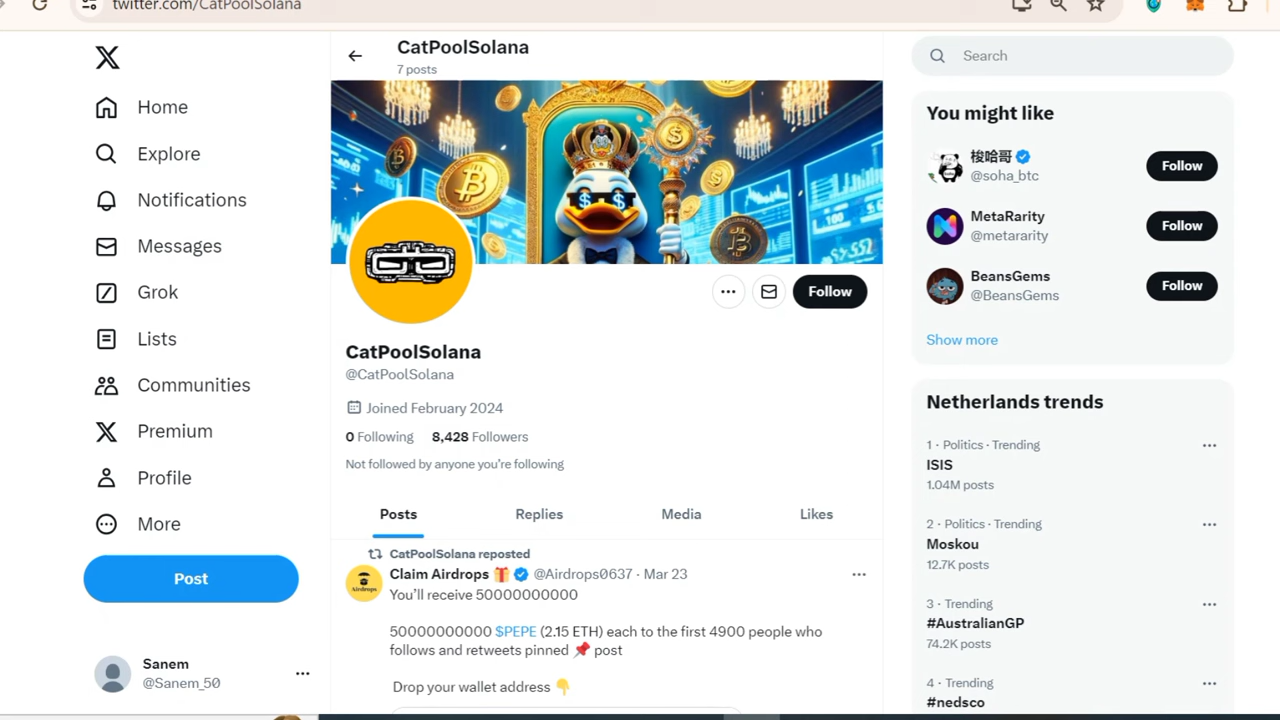 twitter.com/CatPoolSolana
CatPoolSolana
7 posts
Home
Explore
Notifications
Messages
Grok
Lists
Communities
Premium
Profile
More
Post
Sanem
@Sanem_50
Follow
CatPoolSolana
@CatPoolSolana
Joined February 2024
0 Following 8,428 Followers
Not followed by anyone you're following
Posts Replies Media Likes
CatPoolSolana reposted
Claim Airdrops 🎁 @Airdrops0637 · Mar 23
Airdrops
You'll receive 50000000000
50000000000 $PEPE (2.15 ETH) each to the first 4900 people who
follows and retweets pinned 📌 post
Drop your wallet address 👇
Search
You might like
梭哈哥
@soha_btc
Follow
MetaRarity
@metararity
Follow
BeansGems
@BeansGems
Follow
Show more
Netherlands trends
1 · Politics · Trending
ISIS
1.04M posts
2 · Politics · Trending
Moskou
12.7K posts
3 · Trending
#AustralianGP
74.2K posts
4 · Trending
#nedsco